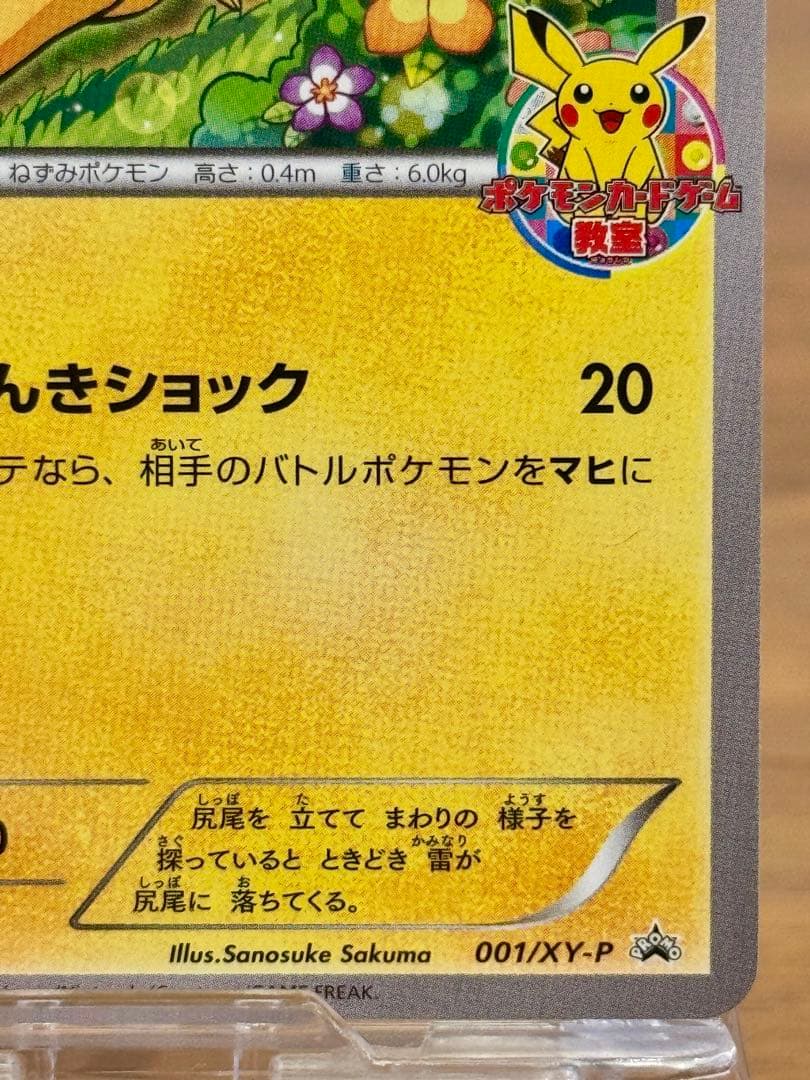 ねずみポケモン 高さ：0.4m 重さ：6.0kg
ポケモンカードゲーム
教室
んきショック 20
テなら、相手のバトルポケモンをマヒに
尻尾を 立てて まわりの 様子を
探っていると ときどき 雷が
尻尾に 落ちてくる。
Illus.Sanosuke Sakuma 001/XY-P PROMO
GAME FREAK.